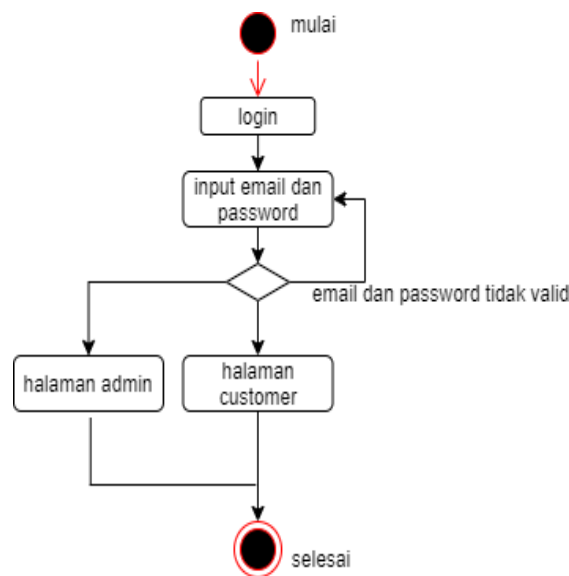 mulai
login
input email dan
password
email dan password tidak valid
halaman admin
halaman
customer
selesai